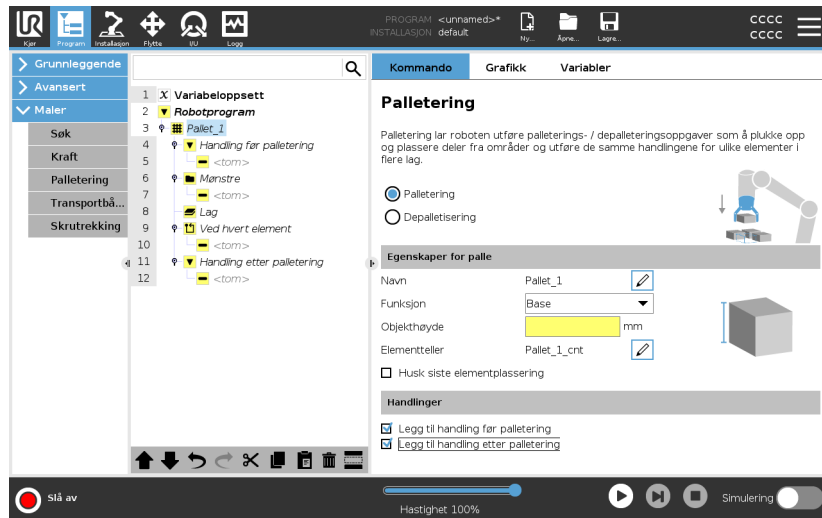 UR
Kjør
Program
Installasjon
Flytte
I/U
Logg
PROGRAM <unnamed>*
INSTALLASJON default
Ny...
Åpne...
Lagre...
cccc
cccc
Grunnleggende
Avansert
Maler
Søk
Kraft
Palletering
Transportbå...
Skrutrekking
1 X Variabeloppsett
2 Robotprogram
3 Pallet_1
4 Handling før palletering
5 <tom>
6 Mønstre
7 <tom>
8 Lag
9 Ved hvert element
10 <tom>
11 Handling etter palletering
12 <tom>
Kommando Grafikk Variabler
Palletering
Palletering lar roboten utføre palleterings- / depalleteringsoppgaver som å plukke opp
og plassere deler fra områder og utføre de samme handlingene for ulike elementer i
flere lag.
Palletering
Depalletisering
Egenskaper for palle
Navn Pallet_1
Funksjon Base
Objekthøyde mm
Elementteller Pallet_1_cnt
Husk siste elementplassering
Handlinger
Legg til handling før palletering
Legg til handling etter palletering
Slå av
Hastighet 100%
Simulering